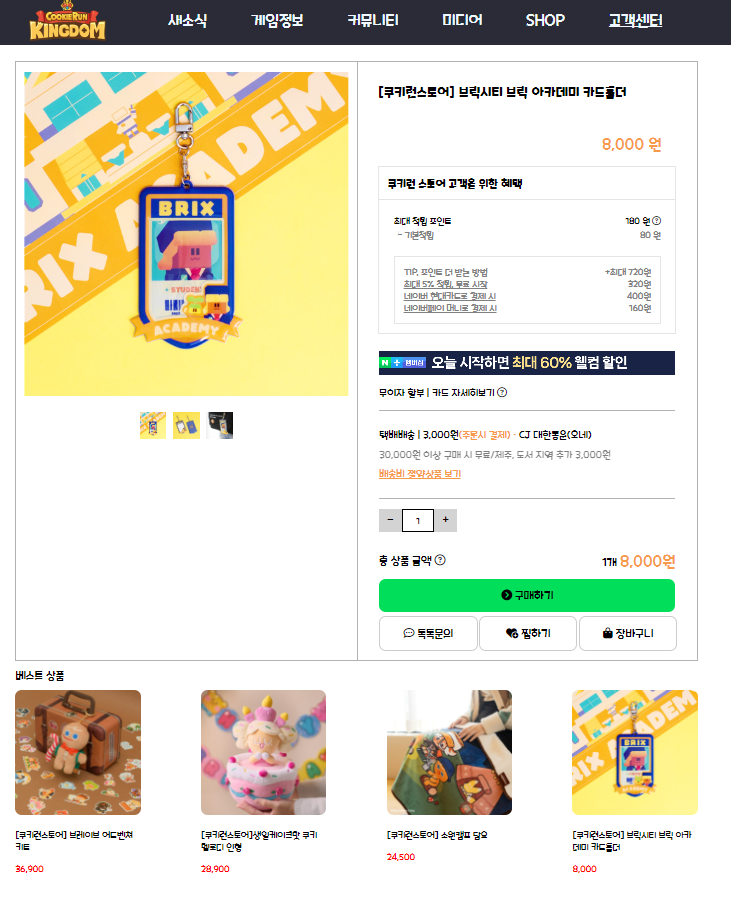 COOKIERUN
KINGDOM
새소식 게임정보 커뮤니티 미디어 SHOP 고객센터
BRIX ACADEM
BRIX
STUDENT
ACADEMY
[쿠키런스토어] 브릭시티 브릭 아카데미 카드홀더
8,000 원
쿠키런 스토어 고객을 위한 혜택
최대 적립 포인트 180 원
- 기본적립 80 원
TIP. 포인트 더 받는 방법 +최대 720원
최대 5% 적립, 무료 시작 320원
네이버 현대카드로 결제 시 400원
네이버페이 머니로 결제 시 160원
N + 멤버십 오늘 시작하면 최대 60% 웰컴 할인
무이자 할부 | 카드 자세히보기
택배배송 | 3,000원(주문시 결제) - CJ 대한통운(오네)
30,000원 이상 구매 시 무료/제주, 도서 지역 추가 3,000원
배송비 절약상품 보기
- 1 +
총 상품 금액 1개 8,000원
구매하기
톡톡문의 찜하기 장바구니
베스트 상품
BRIX
ACADEMY
[쿠키런스토어] 브레이브 어드벤처
키트
36,900
[쿠키런스토어]생일케이크맛 쿠키
멜로디 인형
28,900
[쿠키런스토어] 소원캠프 담요
24,500
[쿠키런스토어] 브릭시티 브릭 아카
데미 카드홀더
8,000